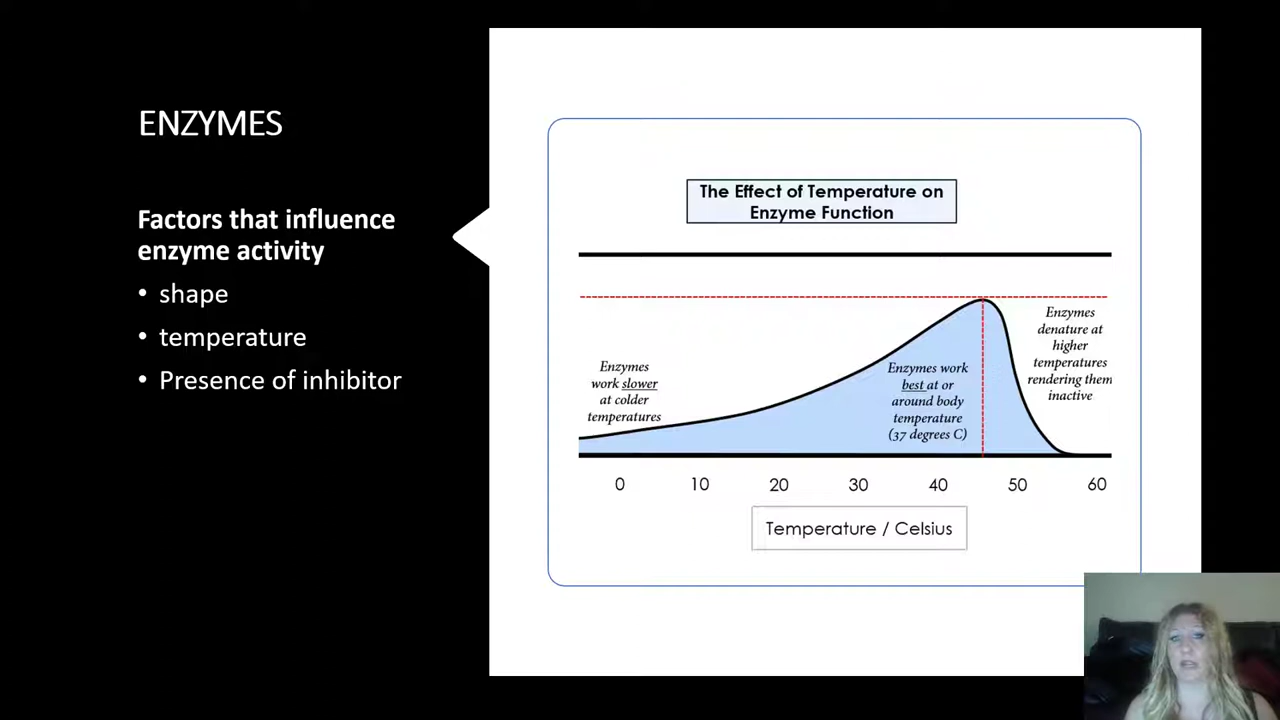 ENZYMES
Factors that influence
enzyme activity
• shape
• temperature
• Presence of inhibitor
The Effect of Temperature on
Enzyme Function
Enzymes
work slower
at colder
temperatures
Enzymes work
best at or
around body
temperature
(37 degrees C)
Enzymes
denature at
higher
temperatures
rendering them
inactive
0 10 20 30 40 50 60
Temperature / Celsius